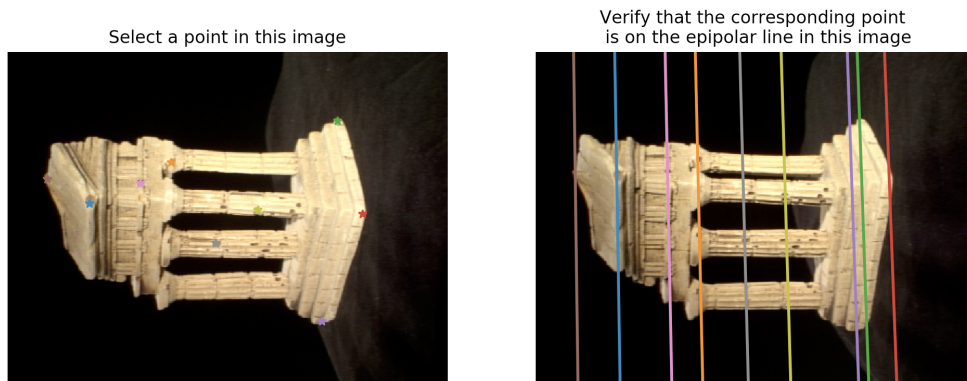 Select a point in this image
Verify that the corresponding point
is on the epipolar line in this image